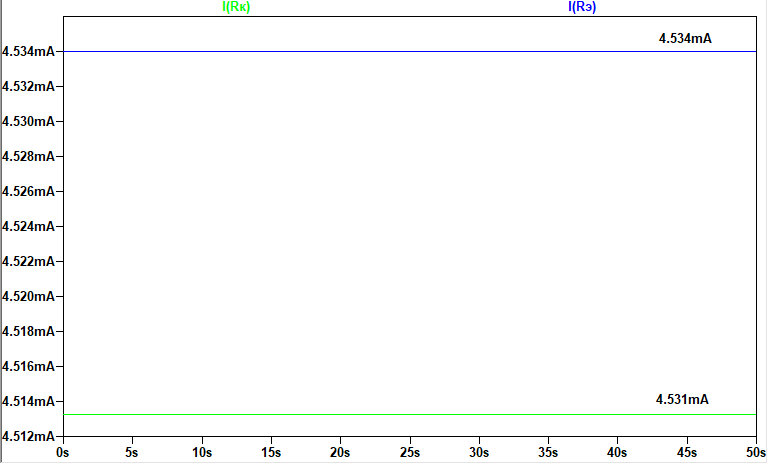 I(Rк) I(Rэ)
4.534mA
4.534mA
4.532mA
4.530mA
4.528mA
4.526mA
4.524mA
4.522mA
4.520mA
4.518mA
4.516mA
4.514mA
4.531mA
4.512mA
0s 5s 10s 15s 20s 25s 30s 35s 40s 45s 50s